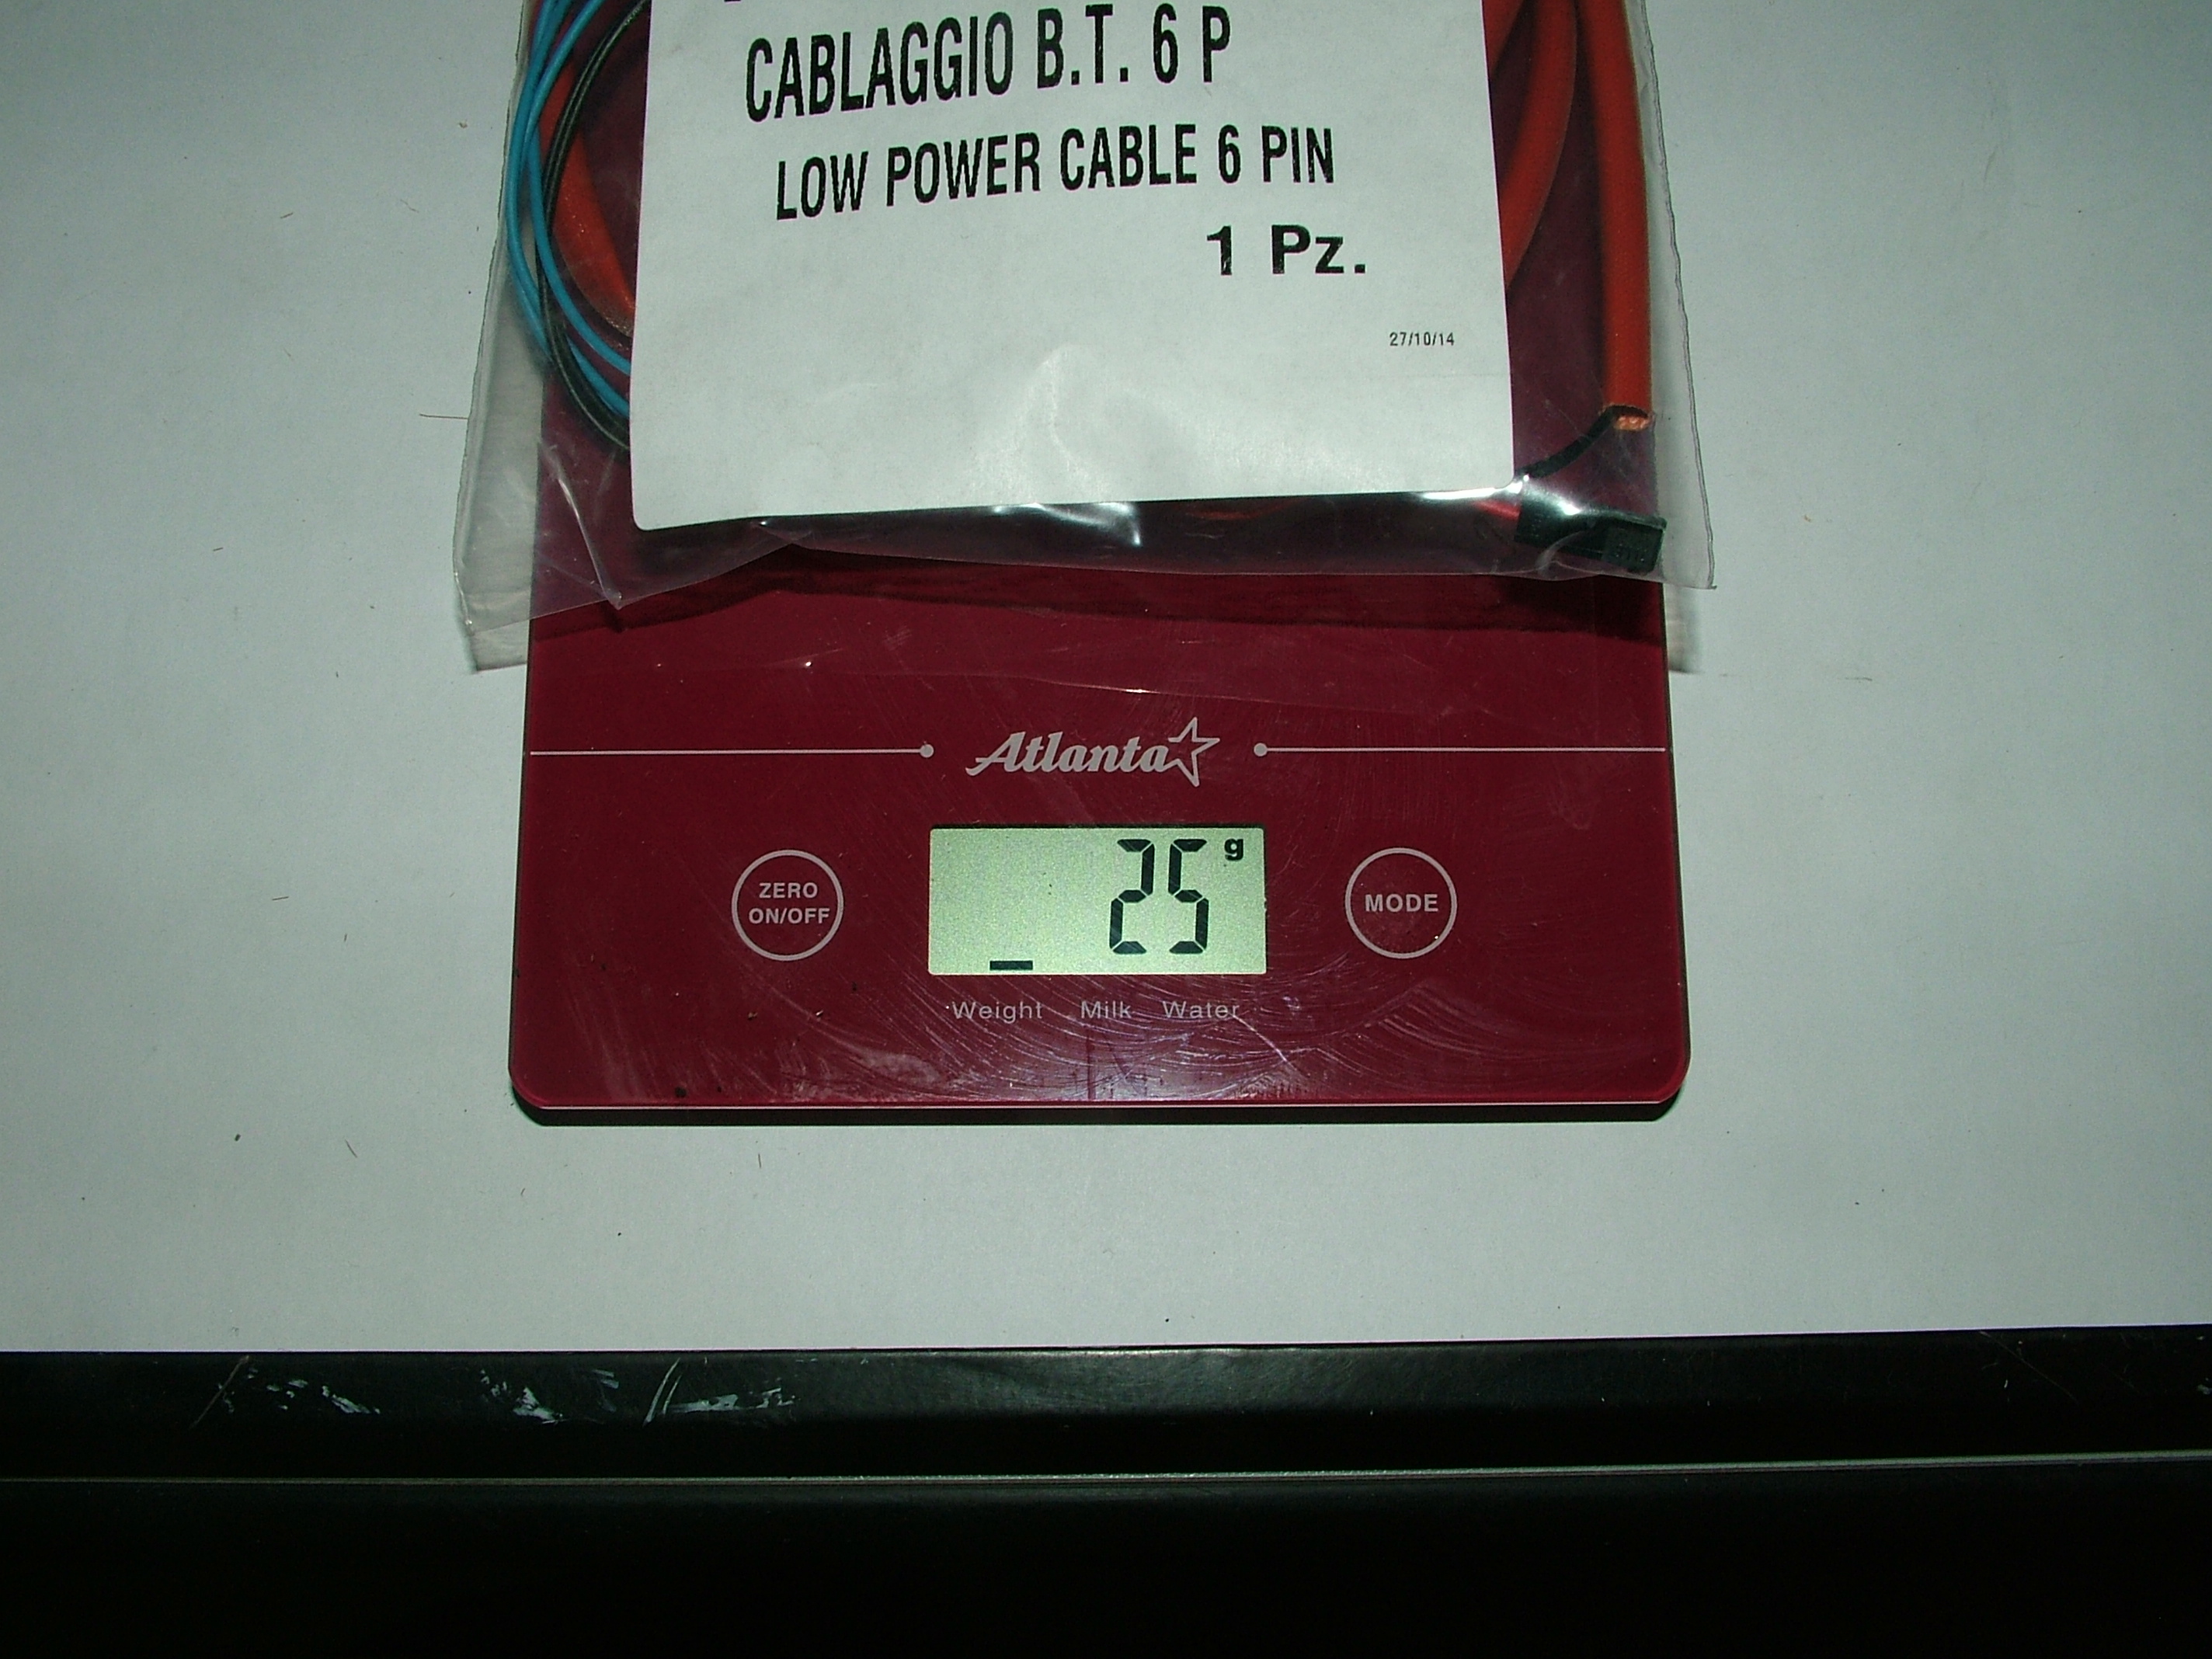 CABLAGGIO B.T. 6 P
LOW POWER CABLE 6 PIN
1 Pz.
27/10/14
Atlanta
ZERO
ON/OFF
25 g
MODE
Weight Milk Water